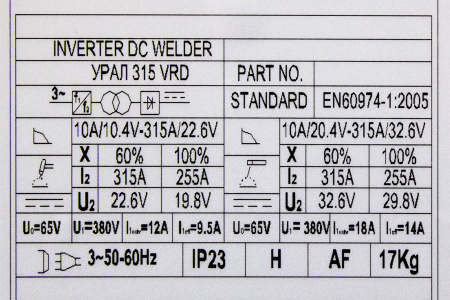 INVERTER DC WELDER
УРАЛ 315 VRD PART NO.
3~ f₁ f₂ STANDARD EN60974-1:2005
10A/10.4V-315A/22.6V 10A/20.4V-315A/32.6V
X 60% 100% X 60% 100%
I₂ 315A 255A I₂ 315A 255A
U₂ 22.6V 19.8V U₂ 32.6V 29.8V
U₀=65V U₁=380V I₁max=12A I₁eff=9.5A U₀=65V U₁=380V I₁max=18A I₁eff=14A
3~50-60Hz IP23 H AF 17Kg